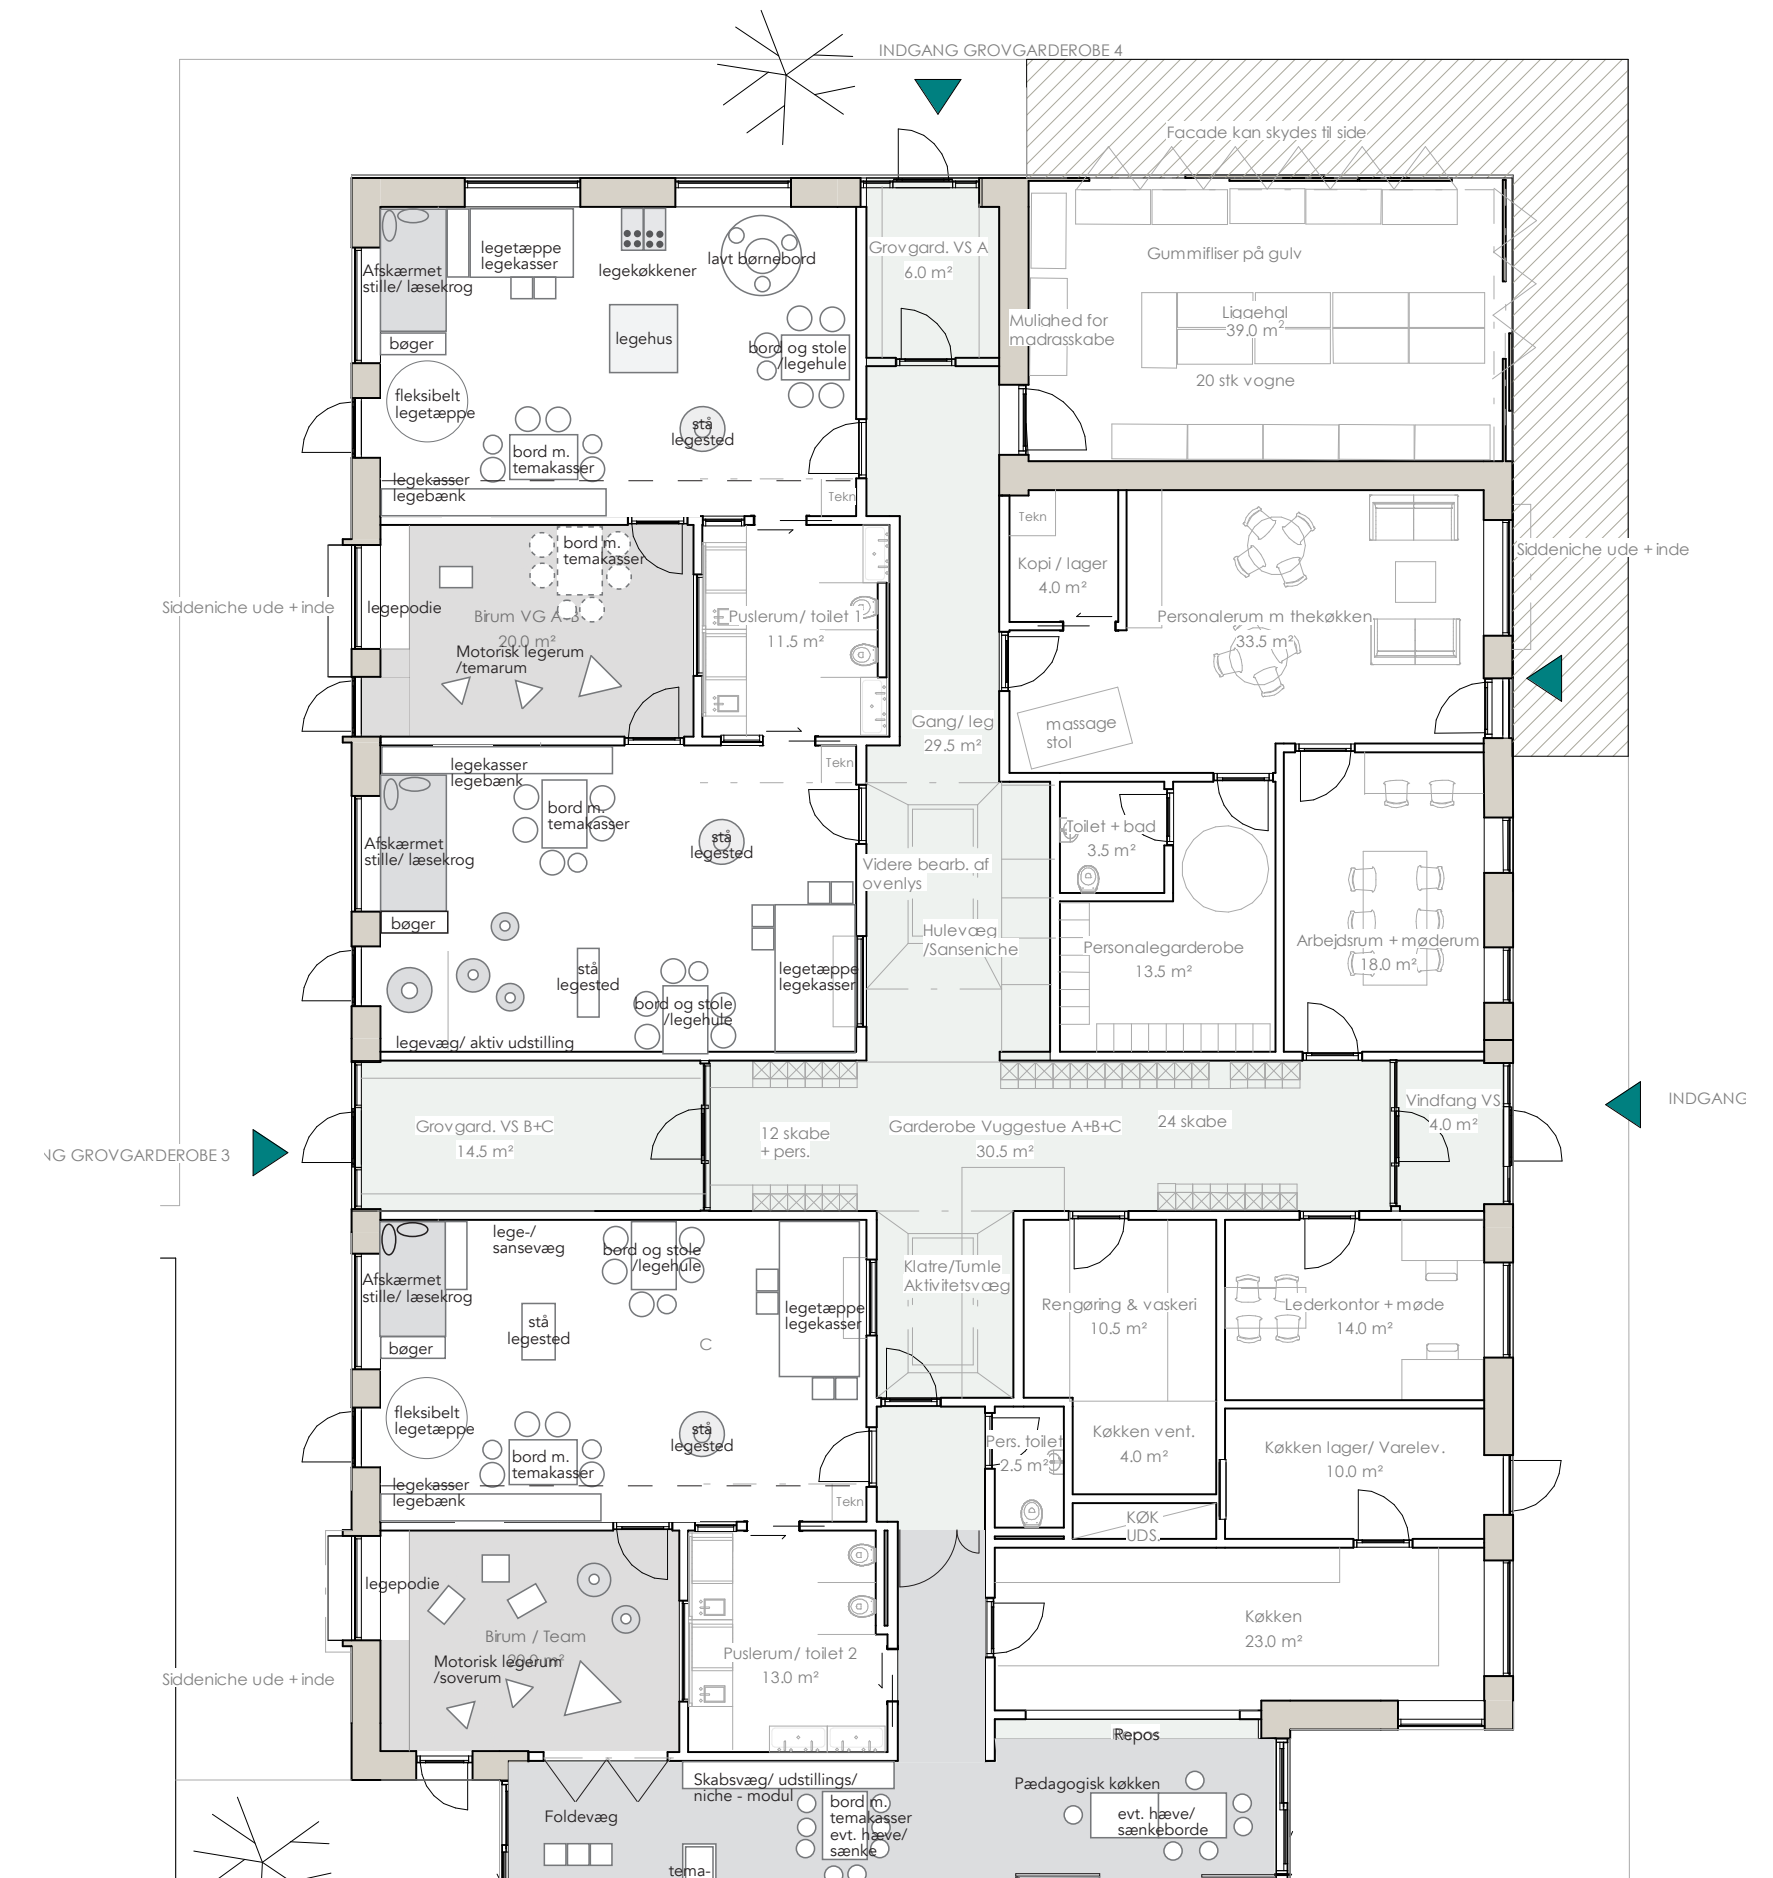 INDGANG GROVGARDEROBE 4
Facade kan skydes til side
Grovgard. VS A
6.0 m²
Gummifliser på gulv
Liggehal
39.0 m²
20 stk vogne
Mulighed for
madrasskabe
legetæppe
legekasser
legekøkkener
lavt børnebord
Afskærmet
stille/ læsekrog
bøger
legehus
bord og stole
/legehule
fleksibelt
legetæppe
stå
legested
bord m.
temakasser
legekasser
legebænk
Tekn
Tekn
Kopi / lager
4.0 m²
Siddeniche ude + inde
Siddeniche ude + inde
legepodie
bord m.
temakasser
Birum VG A-B
20.0 m²
Motorisk legerum
/temarum
Puslerum/ toilet 1
11.5 m²
Personalerum m thekøkken
33.5 m²
massage
stol
Gang/ leg
29.5 m²
legekasser
legebænk
Tekn
bord m.
temakasser
stå
legested
Afskærmet
stille/ læsekrog
bøger
Videre bearb. af
ovenlys
Toilet + bad
3.5 m²
Hulevæg
/Sanseniche
Personalegarderobe
13.5 m²
Arbejdsrum + møderum
18.0 m²
stå
legested
legetæppe
legekasser
bord og stole
/legehule
legevæg/ aktiv udstilling
Grovgard. VS B+C
14.5 m²
12 skabe
+ pers.
Garderobe Vuggestue A+B+C
30.5 m²
24 skabe
Vindfang VS
4.0 m²
INDGANG
NG GROVGARDEROBE 3
lege-/
sansevæg
bord og stole
/legehule
Afskærmet
stille/ læsekrog
bøger
stå
legested
legetæppe
legekasser
C
Klatre/Tumle
Aktivitetsvæg
Rengøring & vaskeri
10.5 m²
Lederkontor + møde
14.0 m²
fleksibelt
legetæppe
stå
legested
bord m.
temakasser
legekasser
legebænk
Tekn
Pers. toilet
2.5 m²
Køkken vent.
4.0 m²
Køkken lager/ Varelev.
10.0 m²
KØK
UDS.
legepodie
Birum / Team
Motorisk legerum
/soverum
Siddeniche ude + inde
Puslerum/ toilet 2
13.0 m²
Køkken
23.0 m²
Repos
Skabsvæg/ udstillings/
niche - modul
Foldevæg
bord m.
temakasser
evt. hæve/
sænke
Pædagogisk køkken
evt. hæve/
sænkeborde
tema-